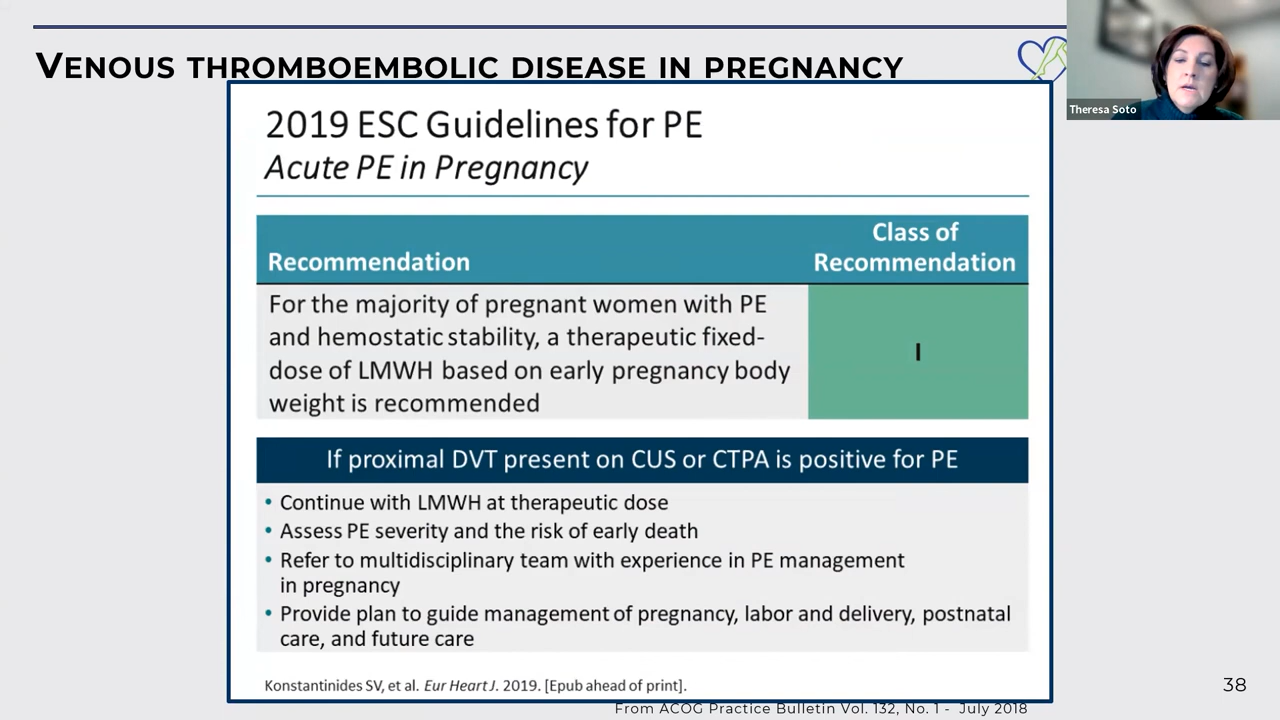 VENOUS THROMBOEMBOLIC DISEASE IN PREGNANCY
Theresa Soto
2019 ESC Guidelines for PE
Acute PE in Pregnancy
Recommendation
Class of
Recommendation
For the majority of pregnant women with PE
and hemostatic stability, a therapeutic fixed-
dose of LMWH based on early pregnancy body
weight is recommended
I
If proximal DVT present on CUS or CTPA is positive for PE
• Continue with LMWH at therapeutic dose
• Assess PE severity and the risk of early death
• Refer to multidisciplinary team with experience in PE management
in pregnancy
• Provide plan to guide management of pregnancy, labor and delivery, postnatal
care, and future care
Konstantinides SV, et al. Eur Heart J. 2019. [Epub ahead of print].
38
From ACOG Practice Bulletin Vol. 132, No. 1 - July 2018